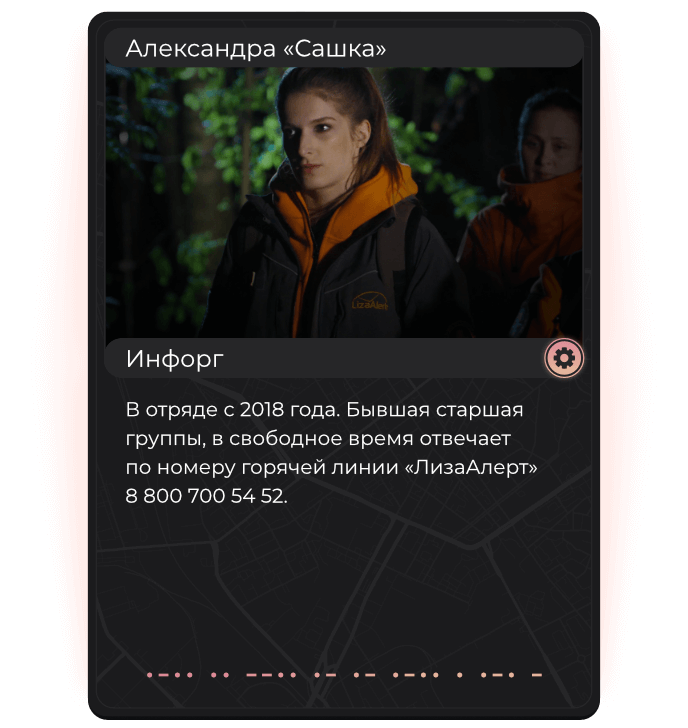 Александра «Сашка»
LizaAlert
Инфорг
В отряде с 2018 года. Бывшая старшая
группы, в свободное время отвечает
по номеру горячей линии «ЛизаАлерт»
8 800 700 54 52.